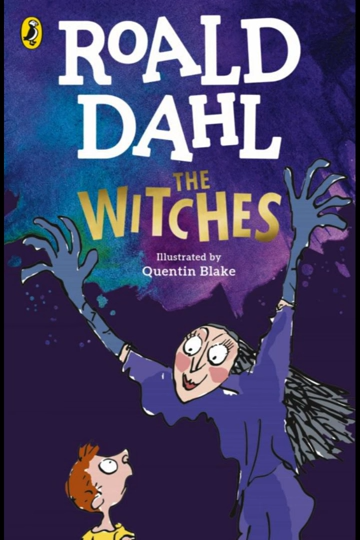 ROALD
DAHL
THE
WITCHES
Illustrated by
Quentin Blake